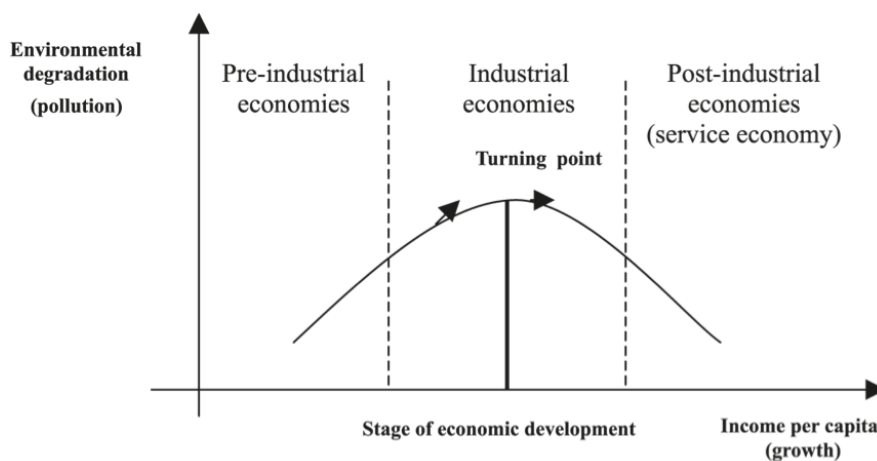 Environmental
degradation
(pollution)
Pre-industrial
economies
Industrial
economies
Post-industrial
economies
(service economy)
Turning point
Stage of economic development
Income per capita
(growth)